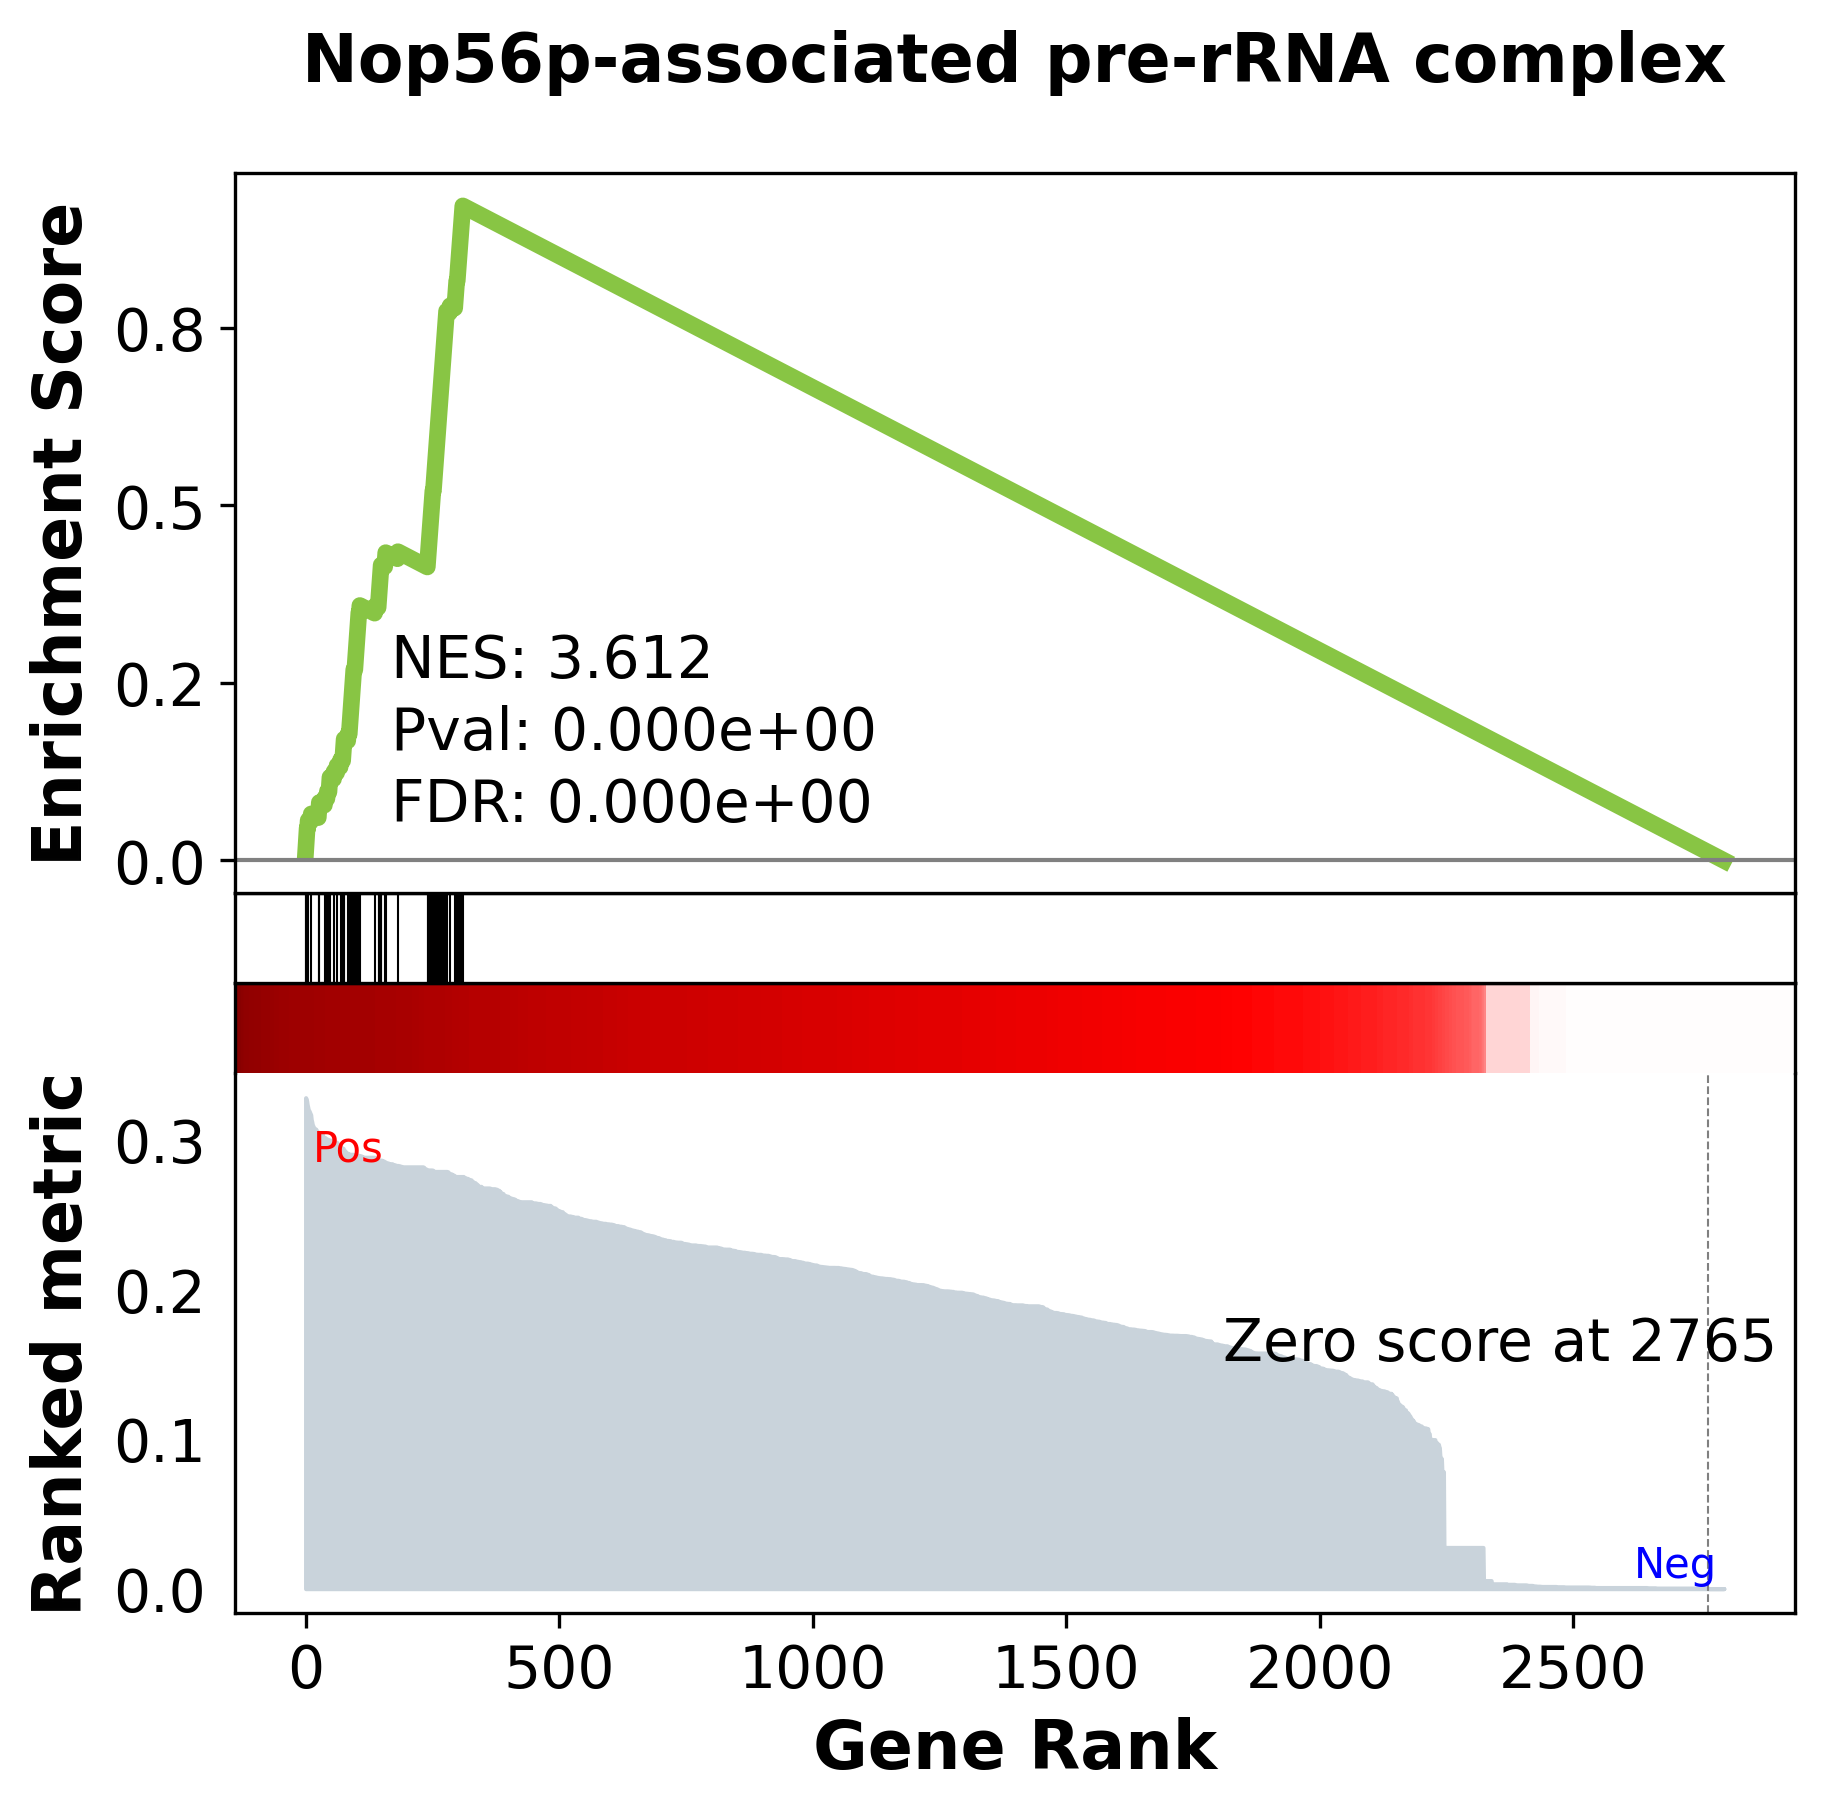 Nop56p-associated pre-rRNA complex
Enrichment Score
0.8
0.5
0.2
0.0
NES: 3.612
Pval: 0.000e+00
FDR: 0.000e+00
Ranked metric
0.3
0.2
0.1
0.0
Pos
Zero score at 2765
Neg
0 500 1000 1500 2000 2500
Gene Rank